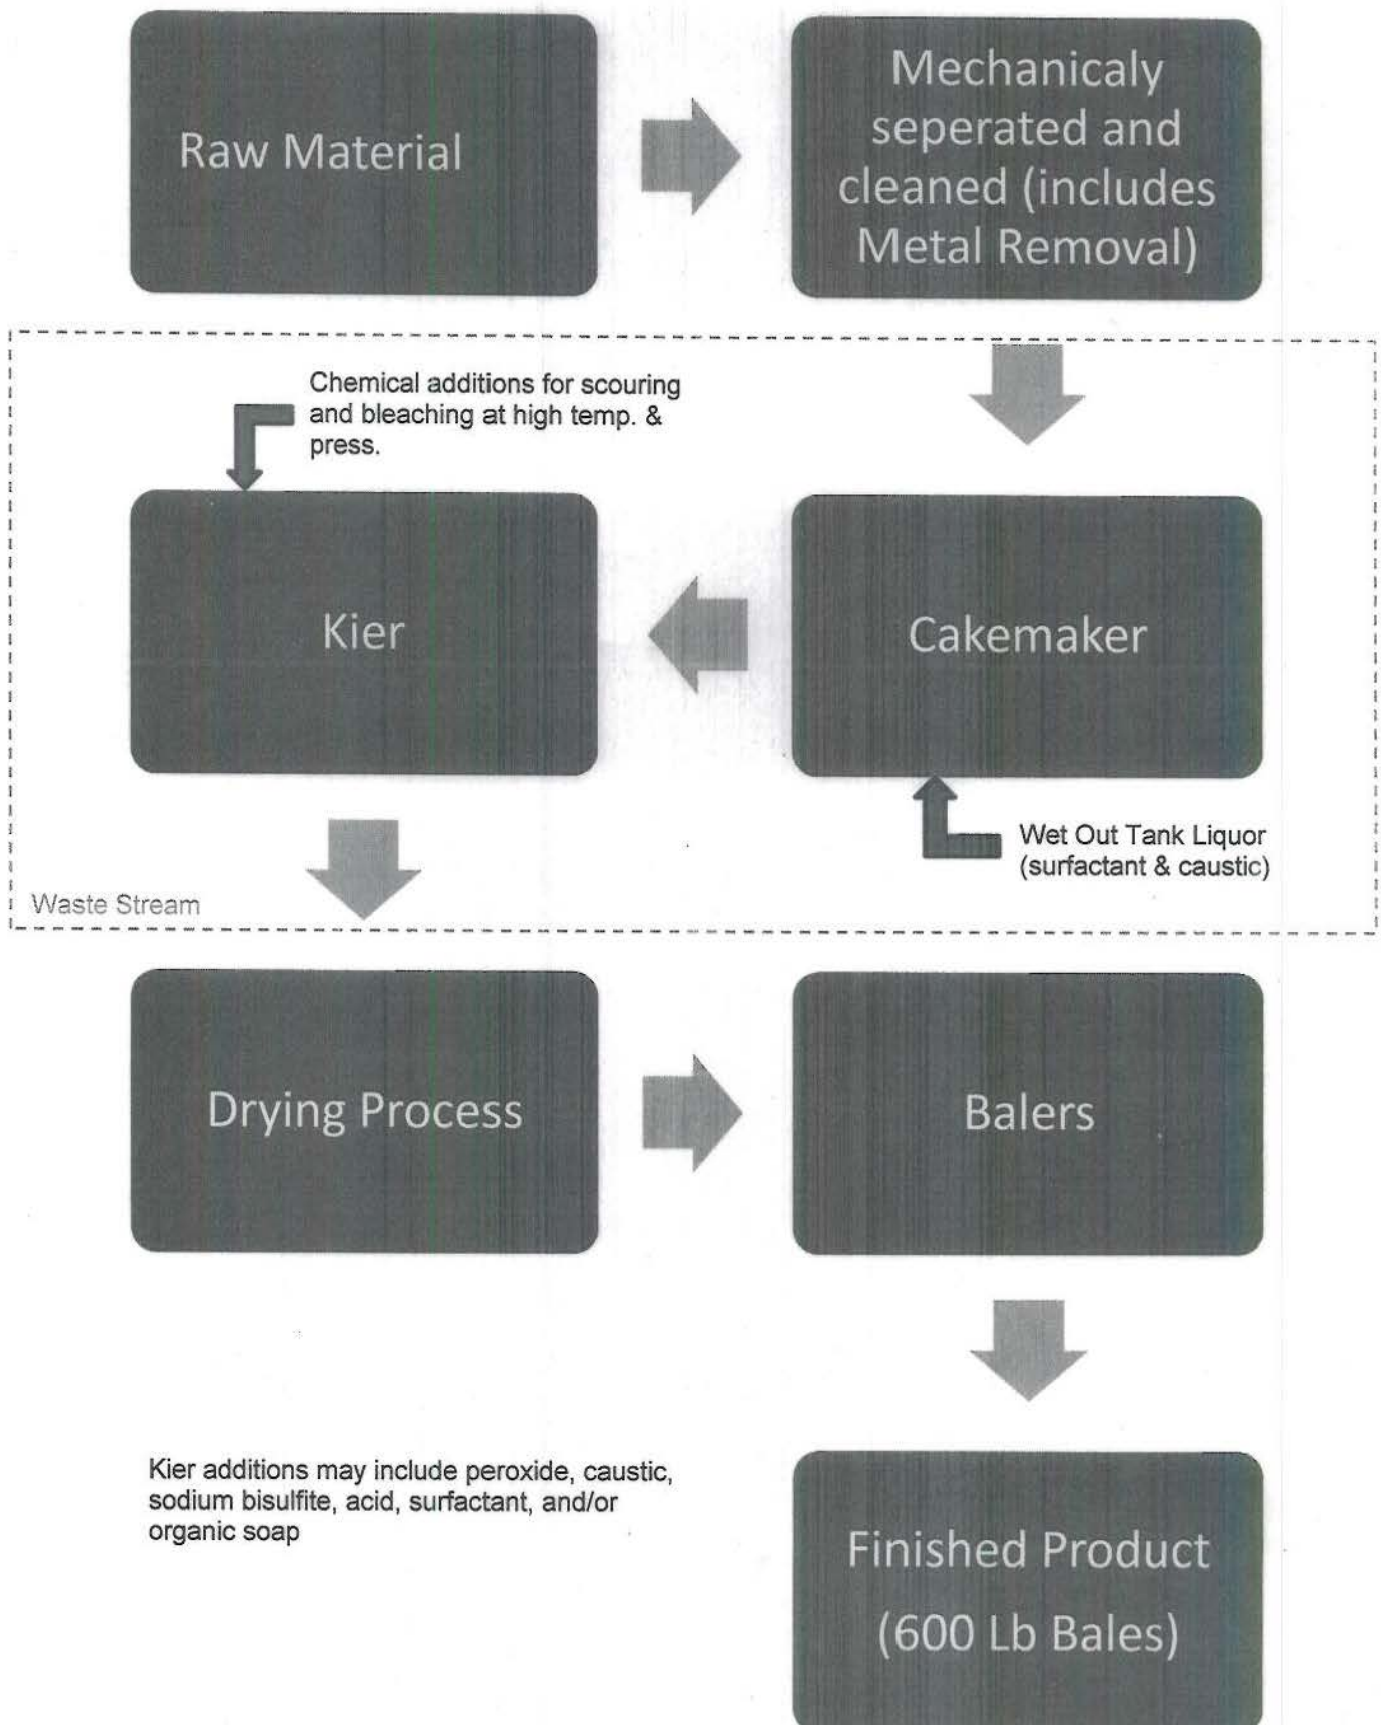 Raw Material
Mechanicaly
seperated and
cleaned (includes
Metal Removal)
Chemical additions for scouring
and bleaching at high temp. &
press.
Kier
Cakemaker
Wet Out Tank Liquor
(surfactant & caustic)
Waste Stream
Drying Process
Balers
Kier additions may include peroxide, caustic,
sodium bisulfite, acid, surfactant, and/or
organic soap
Finished Product
(600 Lb Bales)